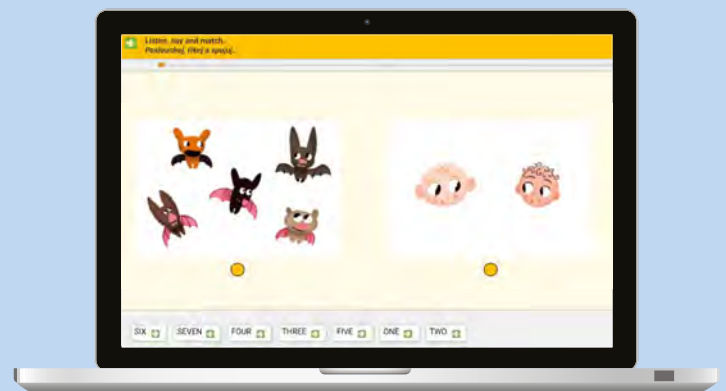 Listen, say and match.
Poslouchej, říkej a spojuj.
SIX
SEVEN
FOUR
THREE
FIVE
ONE
TWO